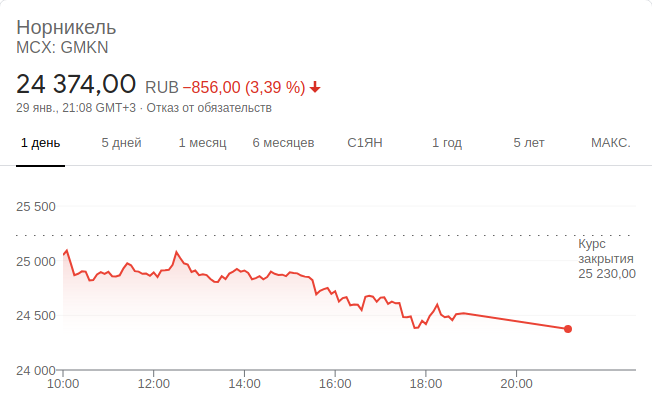 Норникель
MCX: GMKN
24 374,00 RUB −856,00 (3,39 %)
29 янв., 21:08 GMT+3 · Отказ от обязательств
1 день 5 дней 1 месяц 6 месяцев С1ЯН 1 год 5 лет МАКС.
25 500
Курс
закрытия
25 230,00
25 000
24 500
24 000
10:00 12:00 14:00 16:00 18:00 20:00